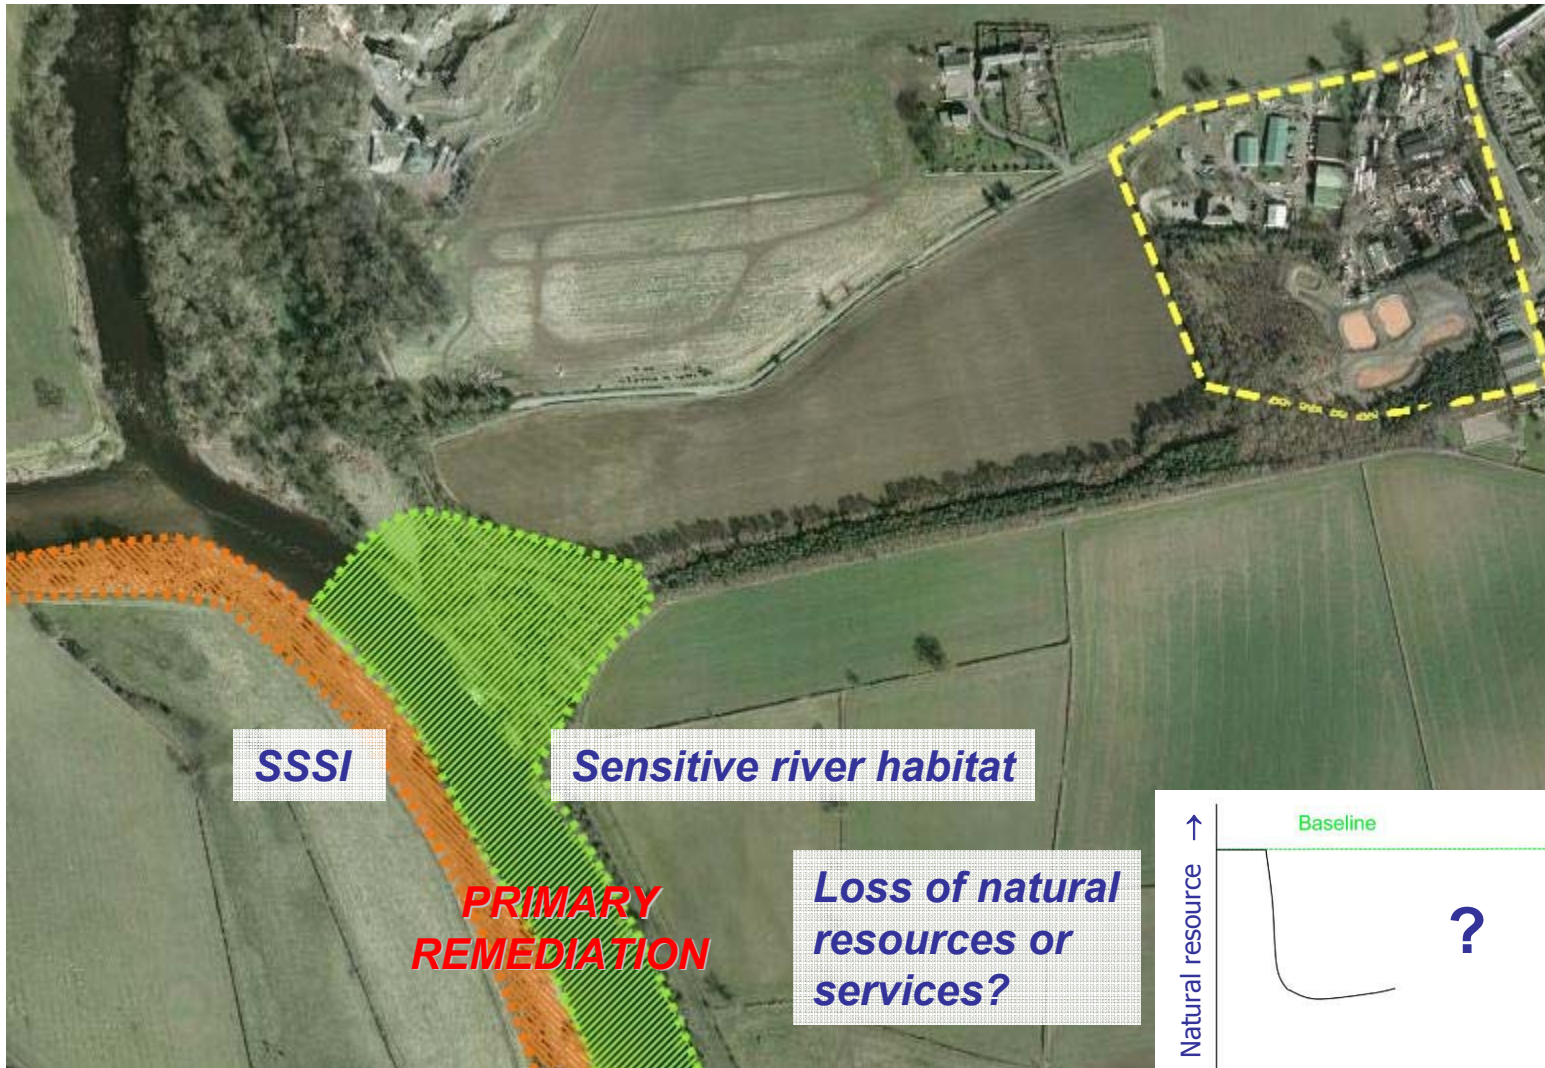 SSSI
Sensitive river habitat
PRIMARY
REMEDIATION
Loss of natural
resources or
services?
Baseline
Natural resource →
?